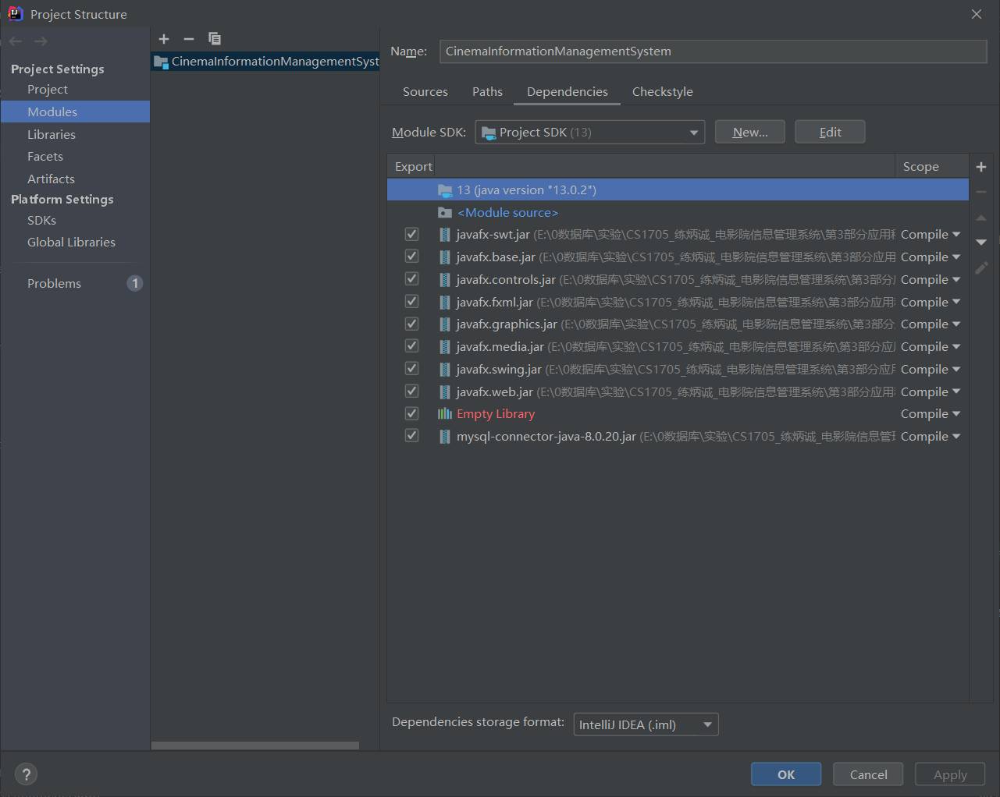 Project Structure
Project Settings
Project
Modules
Libraries
Facets
Artifacts
Platform Settings
SDKs
Global Libraries
Problems 1
CinemaInformationManagementSyst
Name: CinemaInformationManagementSystem
Sources Paths Dependencies Checkstyle
Module SDK: Project SDK (13) New... Edit
Export Scope
13 (java version "13.0.2")
<Module source>
javafx-swt.jar (E:\0数据库\实验\CS1705_练炳诚_电影院信息管理系统\第3部分应用程 Compile
javafx.base.jar (E:\0数据库\实验\CS1705_练炳诚_电影院信息管理系统\第3部分应用 Compile
javafx.controls.jar (E:\0数据库\实验\CS1705_练炳诚_电影院信息管理系统\第3部分 Compile
javafx.fxml.jar (E:\0数据库\实验\CS1705_练炳诚_电影院信息管理系统\第3部分应用 Compile
javafx.graphics.jar (E:\0数据库\实验\CS1705_练炳诚_电影院信息管理系统\第3部分 Compile
javafx.media.jar (E:\0数据库\实验\CS1705_练炳诚_电影院信息管理系统\第3部分应 Compile
javafx.swing.jar (E:\0数据库\实验\CS1705_练炳诚_电影院信息管理系统\第3部分应用 Compile
javafx.web.jar (E:\0数据库\实验\CS1705_练炳诚_电影院信息管理系统\第3部分应用 Compile
Empty Library Compile
mysql-connector-java-8.0.20.jar (E:\0数据库\实验\CS1705_练炳诚_电影院信息管 Compile
Dependencies storage format: IntelliJ IDEA (.iml)
? OK Cancel Apply